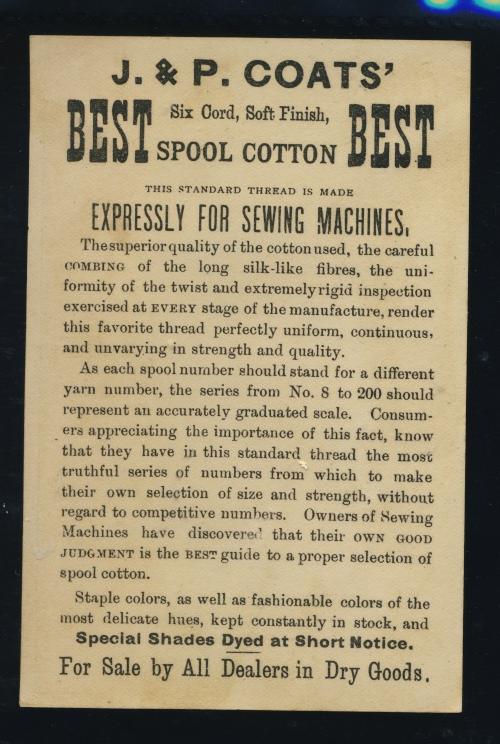 J. & P. COATS'
BEST Six Cord, Soft Finish, BEST
SPOOL COTTON
THIS STANDARD THREAD IS MADE
EXPRESSLY FOR SEWING MACHINES.
The superior quality of the cotton used, the careful
COMBING of the long silk-like fibres, the uni-
formity of the twist and extremely rigid inspection
exercised at EVERY stage of the manufacture, render
this favorite thread perfectly uniform, continuous,
and unvarying in strength and quality.
As each spool number should stand for a different
yarn number, the series from No. 8 to 200 should
represent an accurately graduated scale. Consum-
ers appreciating the importance of this fact, know
that they have in this standard thread the most
truthful series of numbers from which to make
their own selection of size and strength, without
regard to competitive numbers. Owners of Sewing
Machines have discovered that their OWN GOOD
JUDGMENT is the BEST guide to a proper selection of
spool cotton.
Staple colors, as well as fashionable colors of the
most delicate hues, kept constantly in stock, and
Special Shades Dyed at Short Notice.
For Sale by All Dealers in Dry Goods.